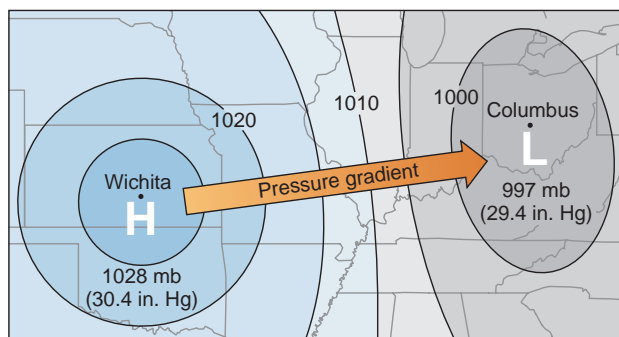 1020
1010
1000
Columbus
L
997 mb
(29.4 in. Hg)
Pressure gradient
Wichita
H
1028 mb
(30.4 in. Hg)